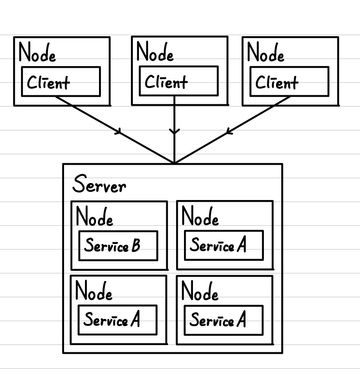 Node Node Node
Client Client Client
Server
Node Node
Service B Service A
Node Node
Service A Service A